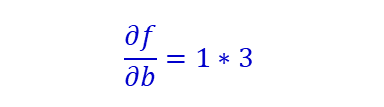 ∂f/∂b = 1 * 3